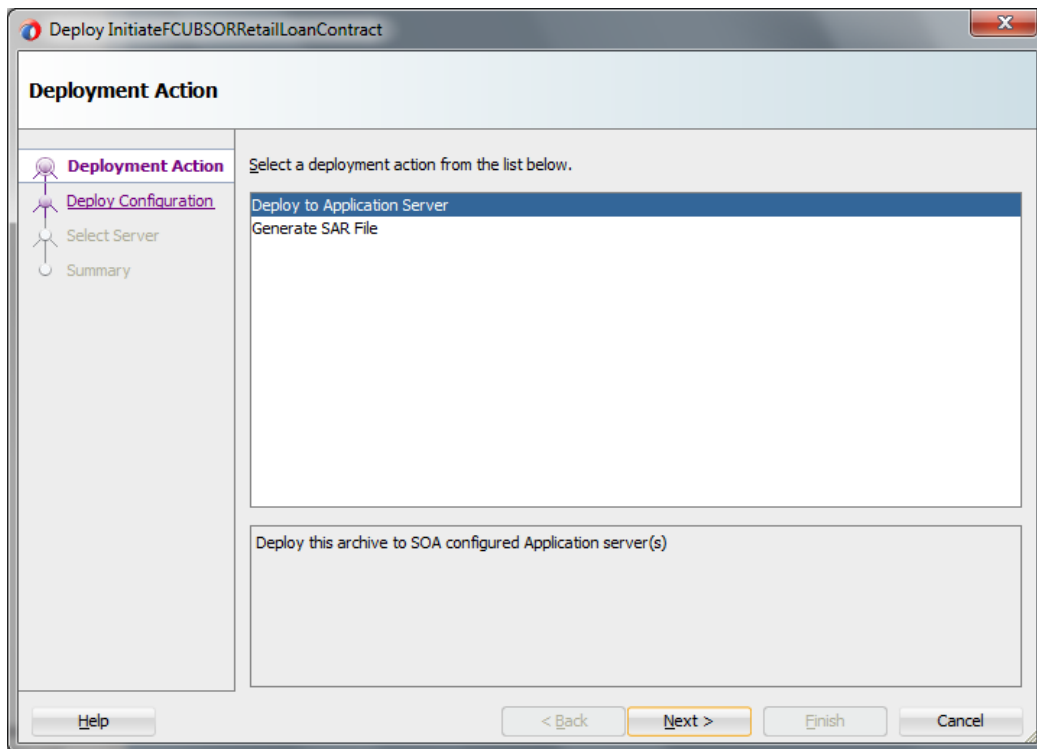 Deploy InitiateFCUBSORRetailLoanContract
Deployment Action
Deployment Action
Deploy Configuration
Select Server
Summary
Select a deployment action from the list below.
Deploy to Application Server
Generate SAR File
Deploy this archive to SOA configured Application server(s)
Help
< Back
Next >
Finish
Cancel